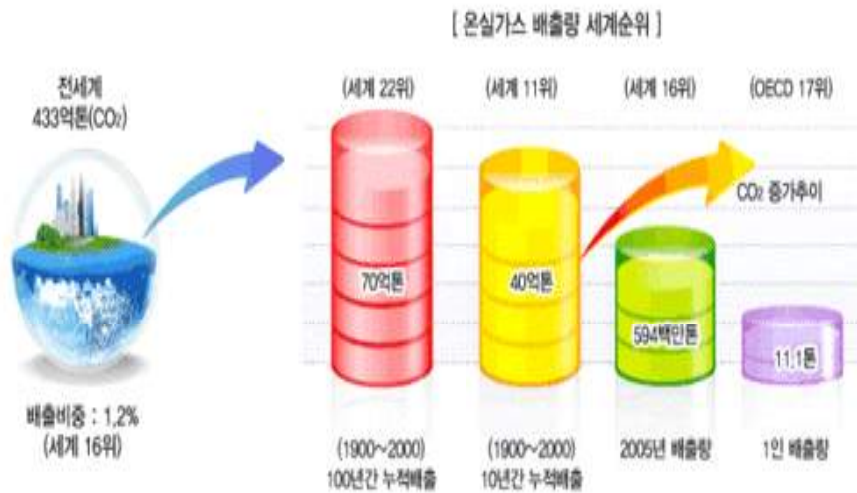 [ 온실가스 배출량 세계순위 ]
전세계
433억톤(CO₂)
배출비중 : 1.2%
(세계 16위)
(세계 22위)
(세계 11위)
(세계 16위)
(OECD 17위)
CO₂ 증가추이
70억톤
40억톤
594백만톤
11.1톤
(1900~2000)
100년간 누적배출
(1900~2000)
10년간 누적배출
2005년 배출량
1인 배출량